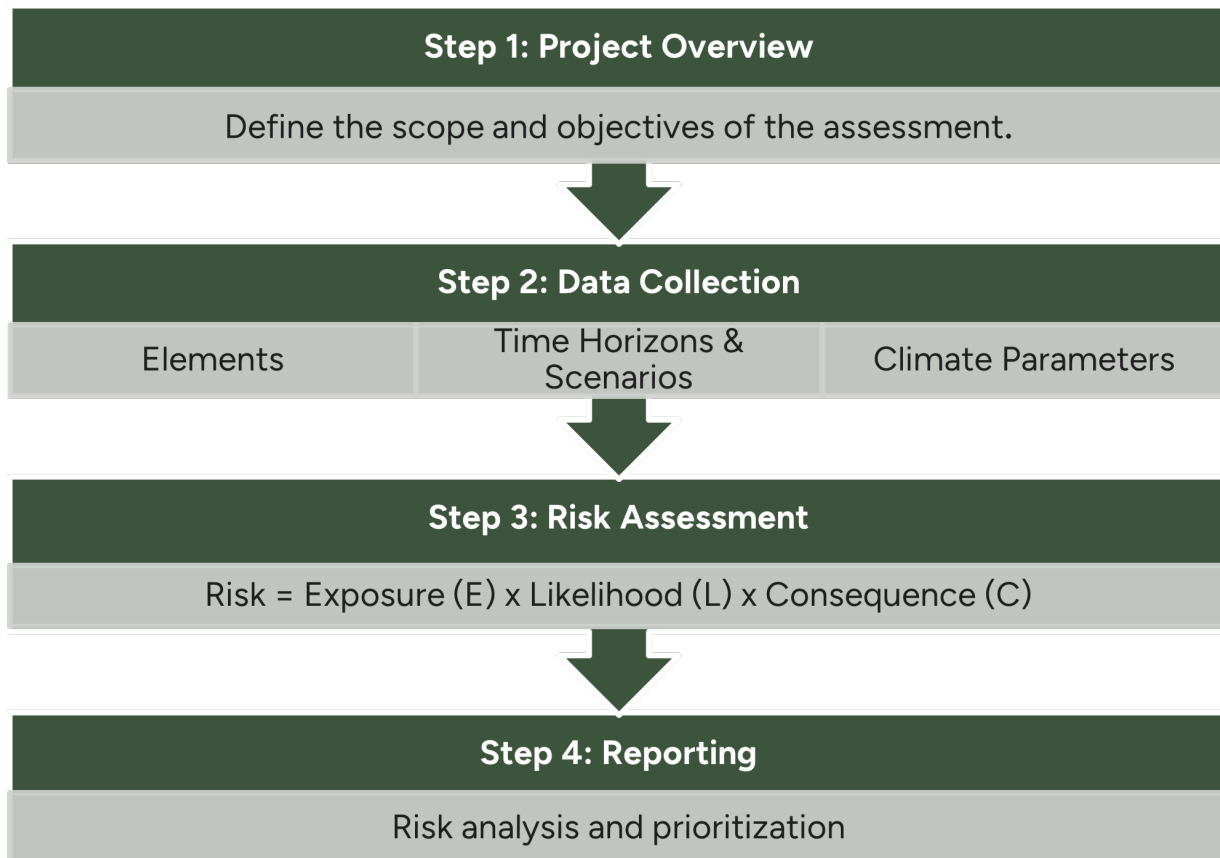 Step 1: Project Overview
Define the scope and objectives of the assessment.
Step 2: Data Collection
Elements
Time Horizons &
Scenarios
Climate Parameters
Step 3: Risk Assessment
Risk = Exposure (E) x Likelihood (L) x Consequence (C)
Step 4: Reporting
Risk analysis and prioritization